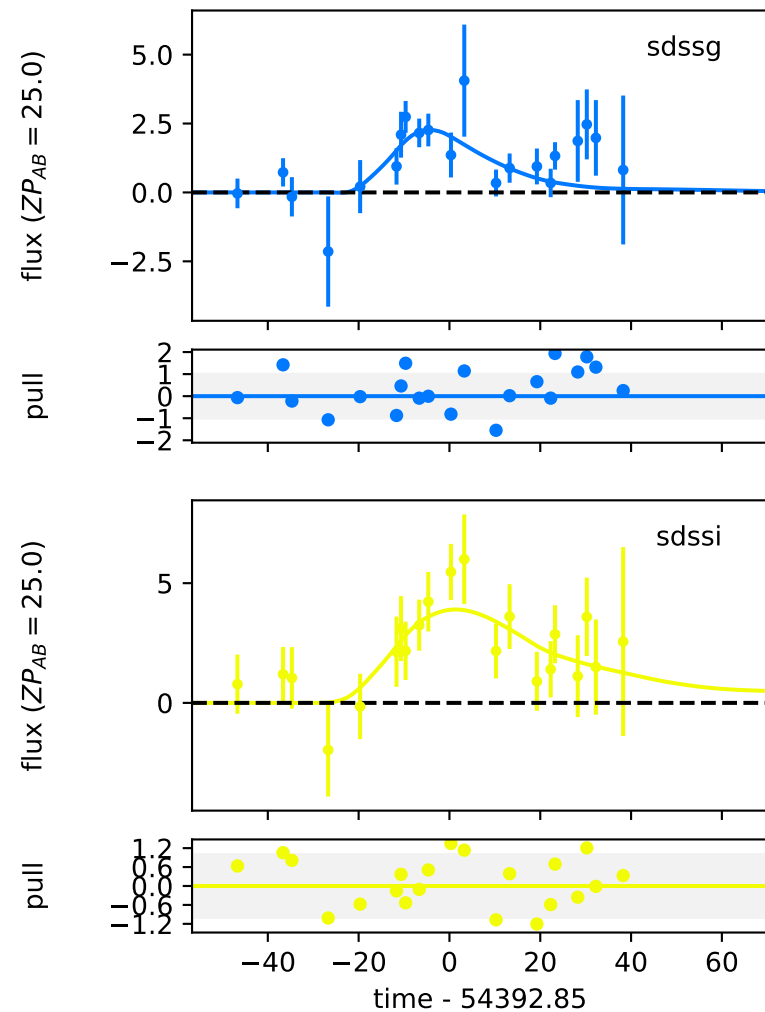 sdssg
flux (ZP_AB = 25.0)
5.0
2.5
0.0
−2.5
pull
2
1
0
−1
−2
sdssi
flux (ZP_AB = 25.0)
5
0
pull
1.2
0.6
0.0
−0.6
−1.2
−40 −20 0 20 40 60
time - 54392.85